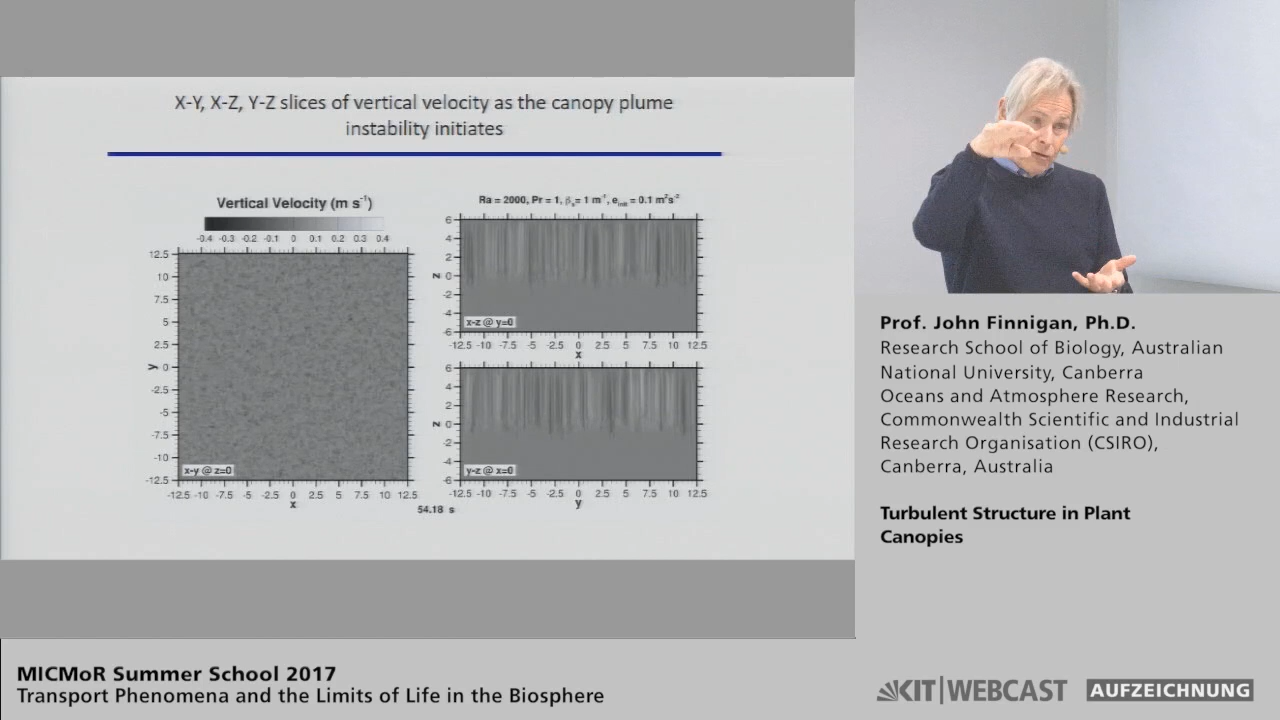 X-Y, X-Z, Y-Z slices of vertical velocity as the canopy plume
instability initiates
Vertical Velocity (m s⁻¹)
-0.4 -0.3 -0.2 -0.1 0 0.1 0.2 0.3 0.4
12.5
10
7.5
5
2.5
y 0
-2.5
-5
-7.5
-10
-12.5
x-y @ z=0
-12.5 -10 -7.5 -5 -2.5 0 2.5 5 7.5 10 12.5
x
Ra = 2000, Pr = 1, βₛ= 1 m⁻¹, e_init = 0.1 m²s⁻²
6
4
2
z 0
-2
-4
-6
x-z @ y=0
-12.5 -10 -7.5 -5 -2.5 0 2.5 5 7.5 10 12.5
x
6
4
2
z 0
-2
-4
-6
y-z @ x=0
-12.5 -10 -7.5 -5 -2.5 0 2.5 5 7.5 10 12.5
y
54.18 s
Prof. John Finnigan, Ph.D.
Research School of Biology, Australian
National University, Canberra
Oceans and Atmosphere Research,
Commonwealth Scientific and Industrial
Research Organisation (CSIRO),
Canberra, Australia
Turbulent Structure in Plant
Canopies
MICMoR Summer School 2017
Transport Phenomena and the Limits of Life in the Biosphere
KIT|WEBCAST AUFZEICHNUNG